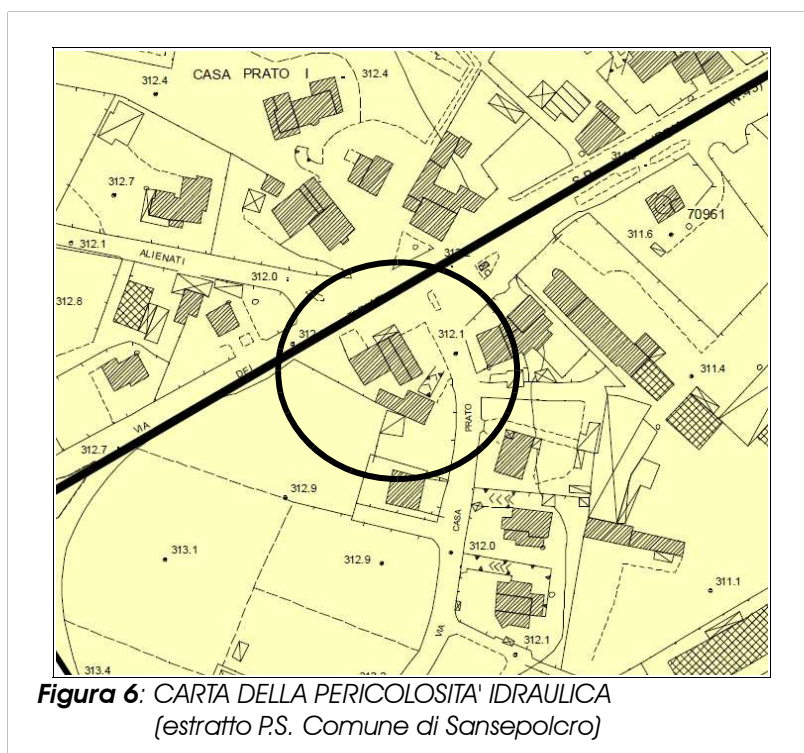 CASA PRATO I
312.4
312.4
312.7
312.1
ALIENATI
312.0
312.8
70961
311.6
312.1
311.4
DEI
PRATO
VIA
312.7
312.9
CASA
312.0
313.1
312.9
311.1
VIA
312.1
313.4
Figura 6: CARTA DELLA PERICOLOSITA' IDRAULICA
(estratto P.S. Comune di Sansepolcro)